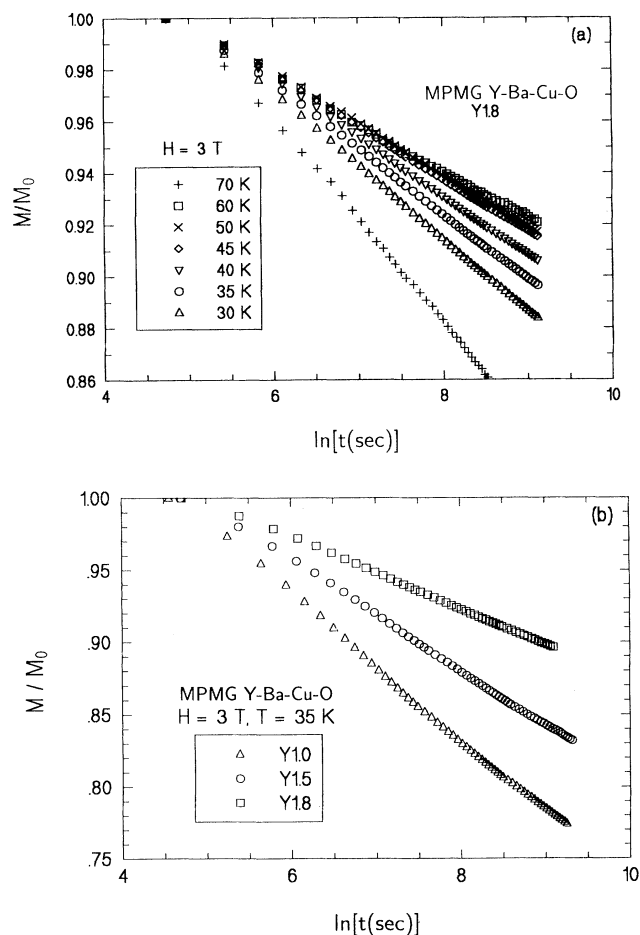 (a)
MPMG Y-Ba-Cu-O
Y1.8
H = 3 T
+ 70 K
□ 60 K
× 50 K
◇ 45 K
▽ 40 K
○ 35 K
△ 30 K
M/M₀
1.00
0.98
0.96
0.94
0.92
0.90
0.88
0.86
4 6 8 10
ln[t(sec)]
(b)
MPMG Y-Ba-Cu-O
H = 3 T, T = 35 K
△ Y1.0
○ Y1.5
□ Y1.8
M / M₀
1.00
.95
.90
.85
.80
.75
4 6 8 10
ln[t(sec)]